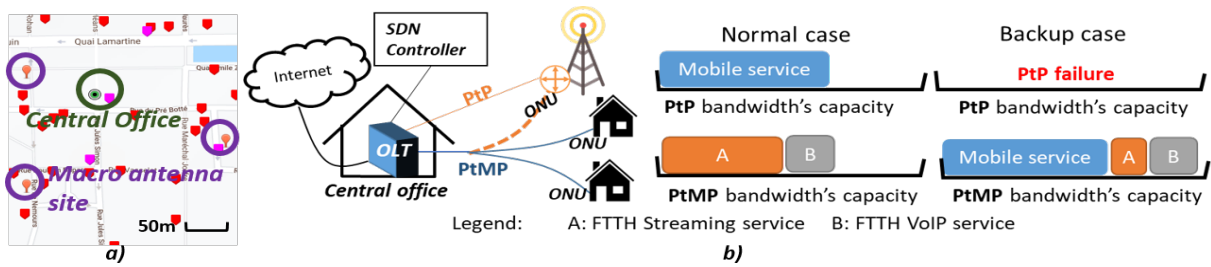 Quai Lamartine
Central Office
Macro antenna
site
50m
a)
SDN
Controller
Internet
PtP
ONU
OLT
PtMP
ONU
ONU
Central office
Normal case
Mobile service
PtP bandwidth's capacity
A
B
PtMP bandwidth's capacity
Backup case
PtP failure
PtP bandwidth's capacity
Mobile service
A
B
PtMP bandwidth's capacity
Legend: A: FTTH Streaming service B: FTTH VoIP service
b)